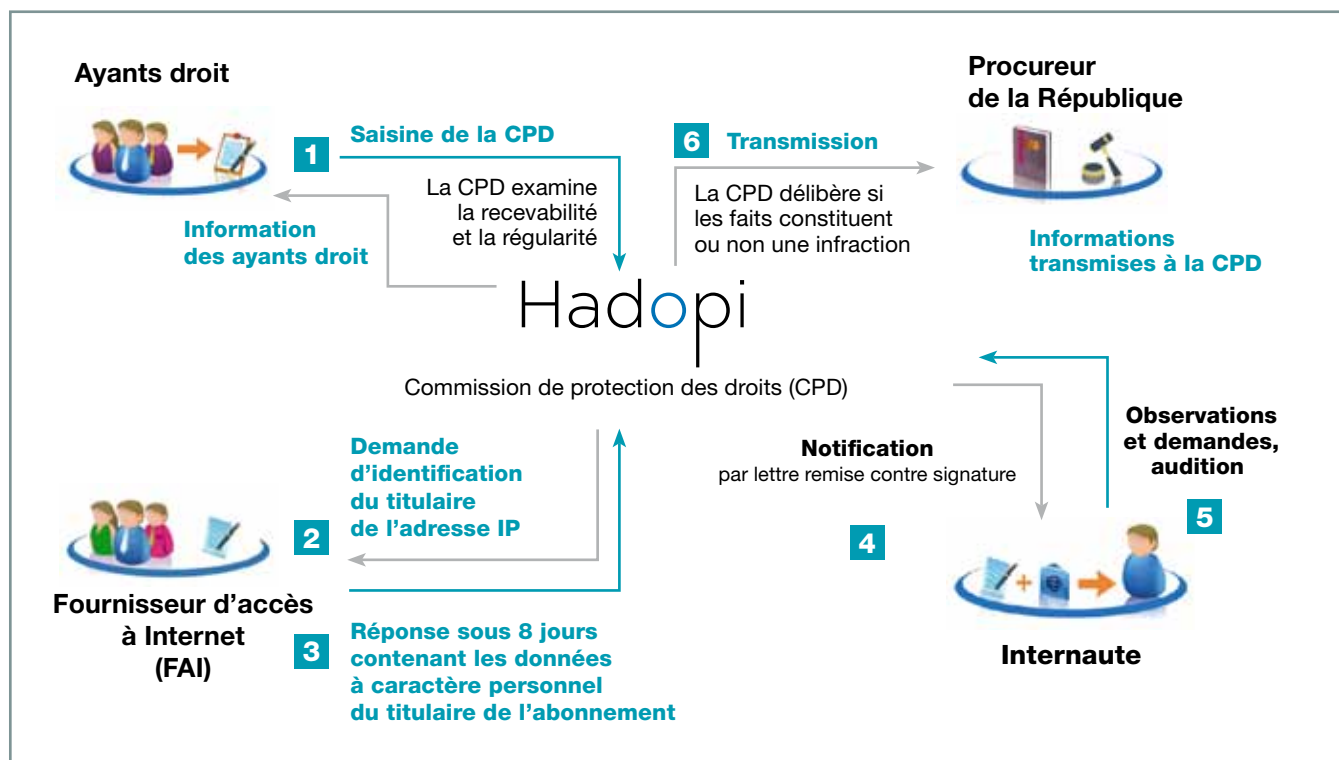 Ayants droit
1
Saisine de la CPD
La CPD examine
la recevabilité
et la régularité
Information
des ayants droit
6
Transmission
La CPD délibère si
les faits constituent
ou non une infraction
Procureur
de la République
Informations
transmises à la CPD
Hadopi
Commission de protection des droits (CPD)
Demande
d’identification
du titulaire
de l’adresse IP
2
Fournisseur d’accès
à Internet
(FAI)
3
Réponse sous 8 jours
contenant les données
à caractère personnel
du titulaire de l’abonnement
Notification
par lettre remise contre signature
4
Observations
et demandes,
audition
5
Internaute